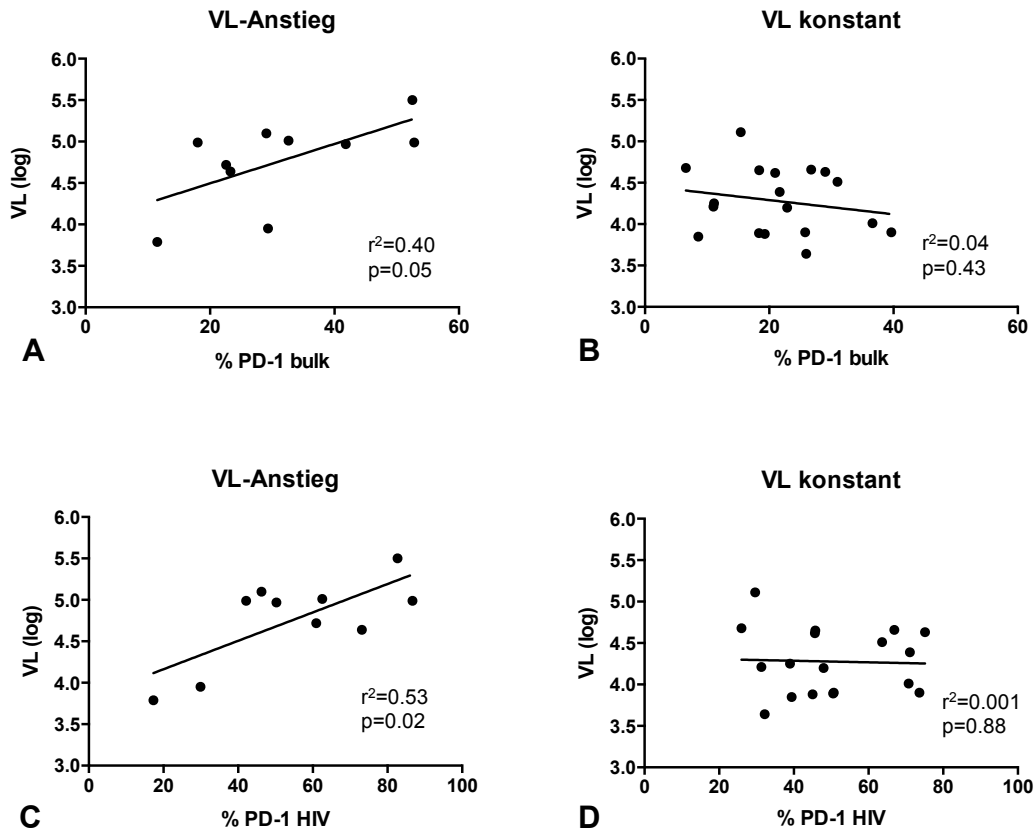 VL-Anstieg
6.0
5.5
5.0
4.5
4.0
3.5
3.0
VL (log)
0 20 40 60
% PD-1 bulk
r²=0.40
p=0.05
A
VL konstant
6.0
5.5
5.0
4.5
4.0
3.5
3.0
VL (log)
0 20 40 60
% PD-1 bulk
r²=0.04
p=0.43
B
VL-Anstieg
6.0
5.5
5.0
4.5
4.0
3.5
3.0
VL (log)
0 20 40 60 80 100
% PD-1 HIV
r²=0.53
p=0.02
C
VL konstant
6.0
5.0
4.0
3.0
5.5
4.5
3.5
VL (log)
0 20 40 60 80 100
% PD-1 HIV
r²=0.001
p=0.88
D